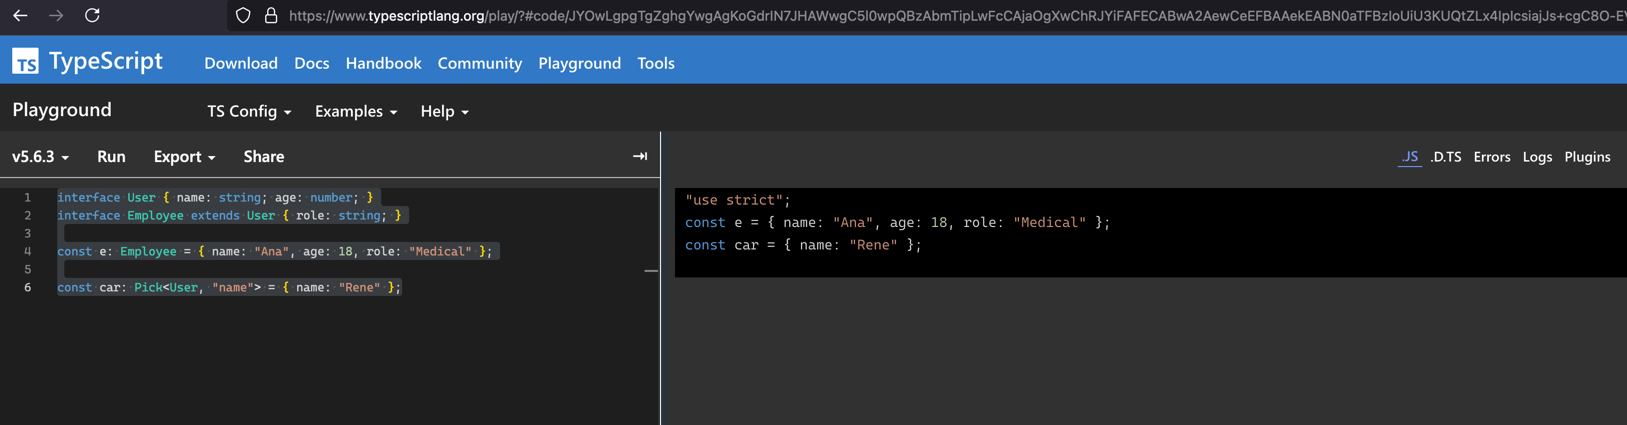 https://www.typescriptlang.org/play/?#code/
TS TypeScript Download Docs Handbook Community Playground Tools
Playground TS Config Examples Help
v5.6.3 Run Export Share .JS .D.TS Errors Logs Plugins
1 interface User { name: string; age: number; }
2 interface Employee extends User { role: string; }
3
4 const e: Employee = { name: "Ana", age: 18, role: "Medical" };
5
6 const car: Pick<User, "name"> = { name: "Rene" };
"use strict";
const e = { name: "Ana", age: 18, role: "Medical" };
const car = { name: "Rene" };